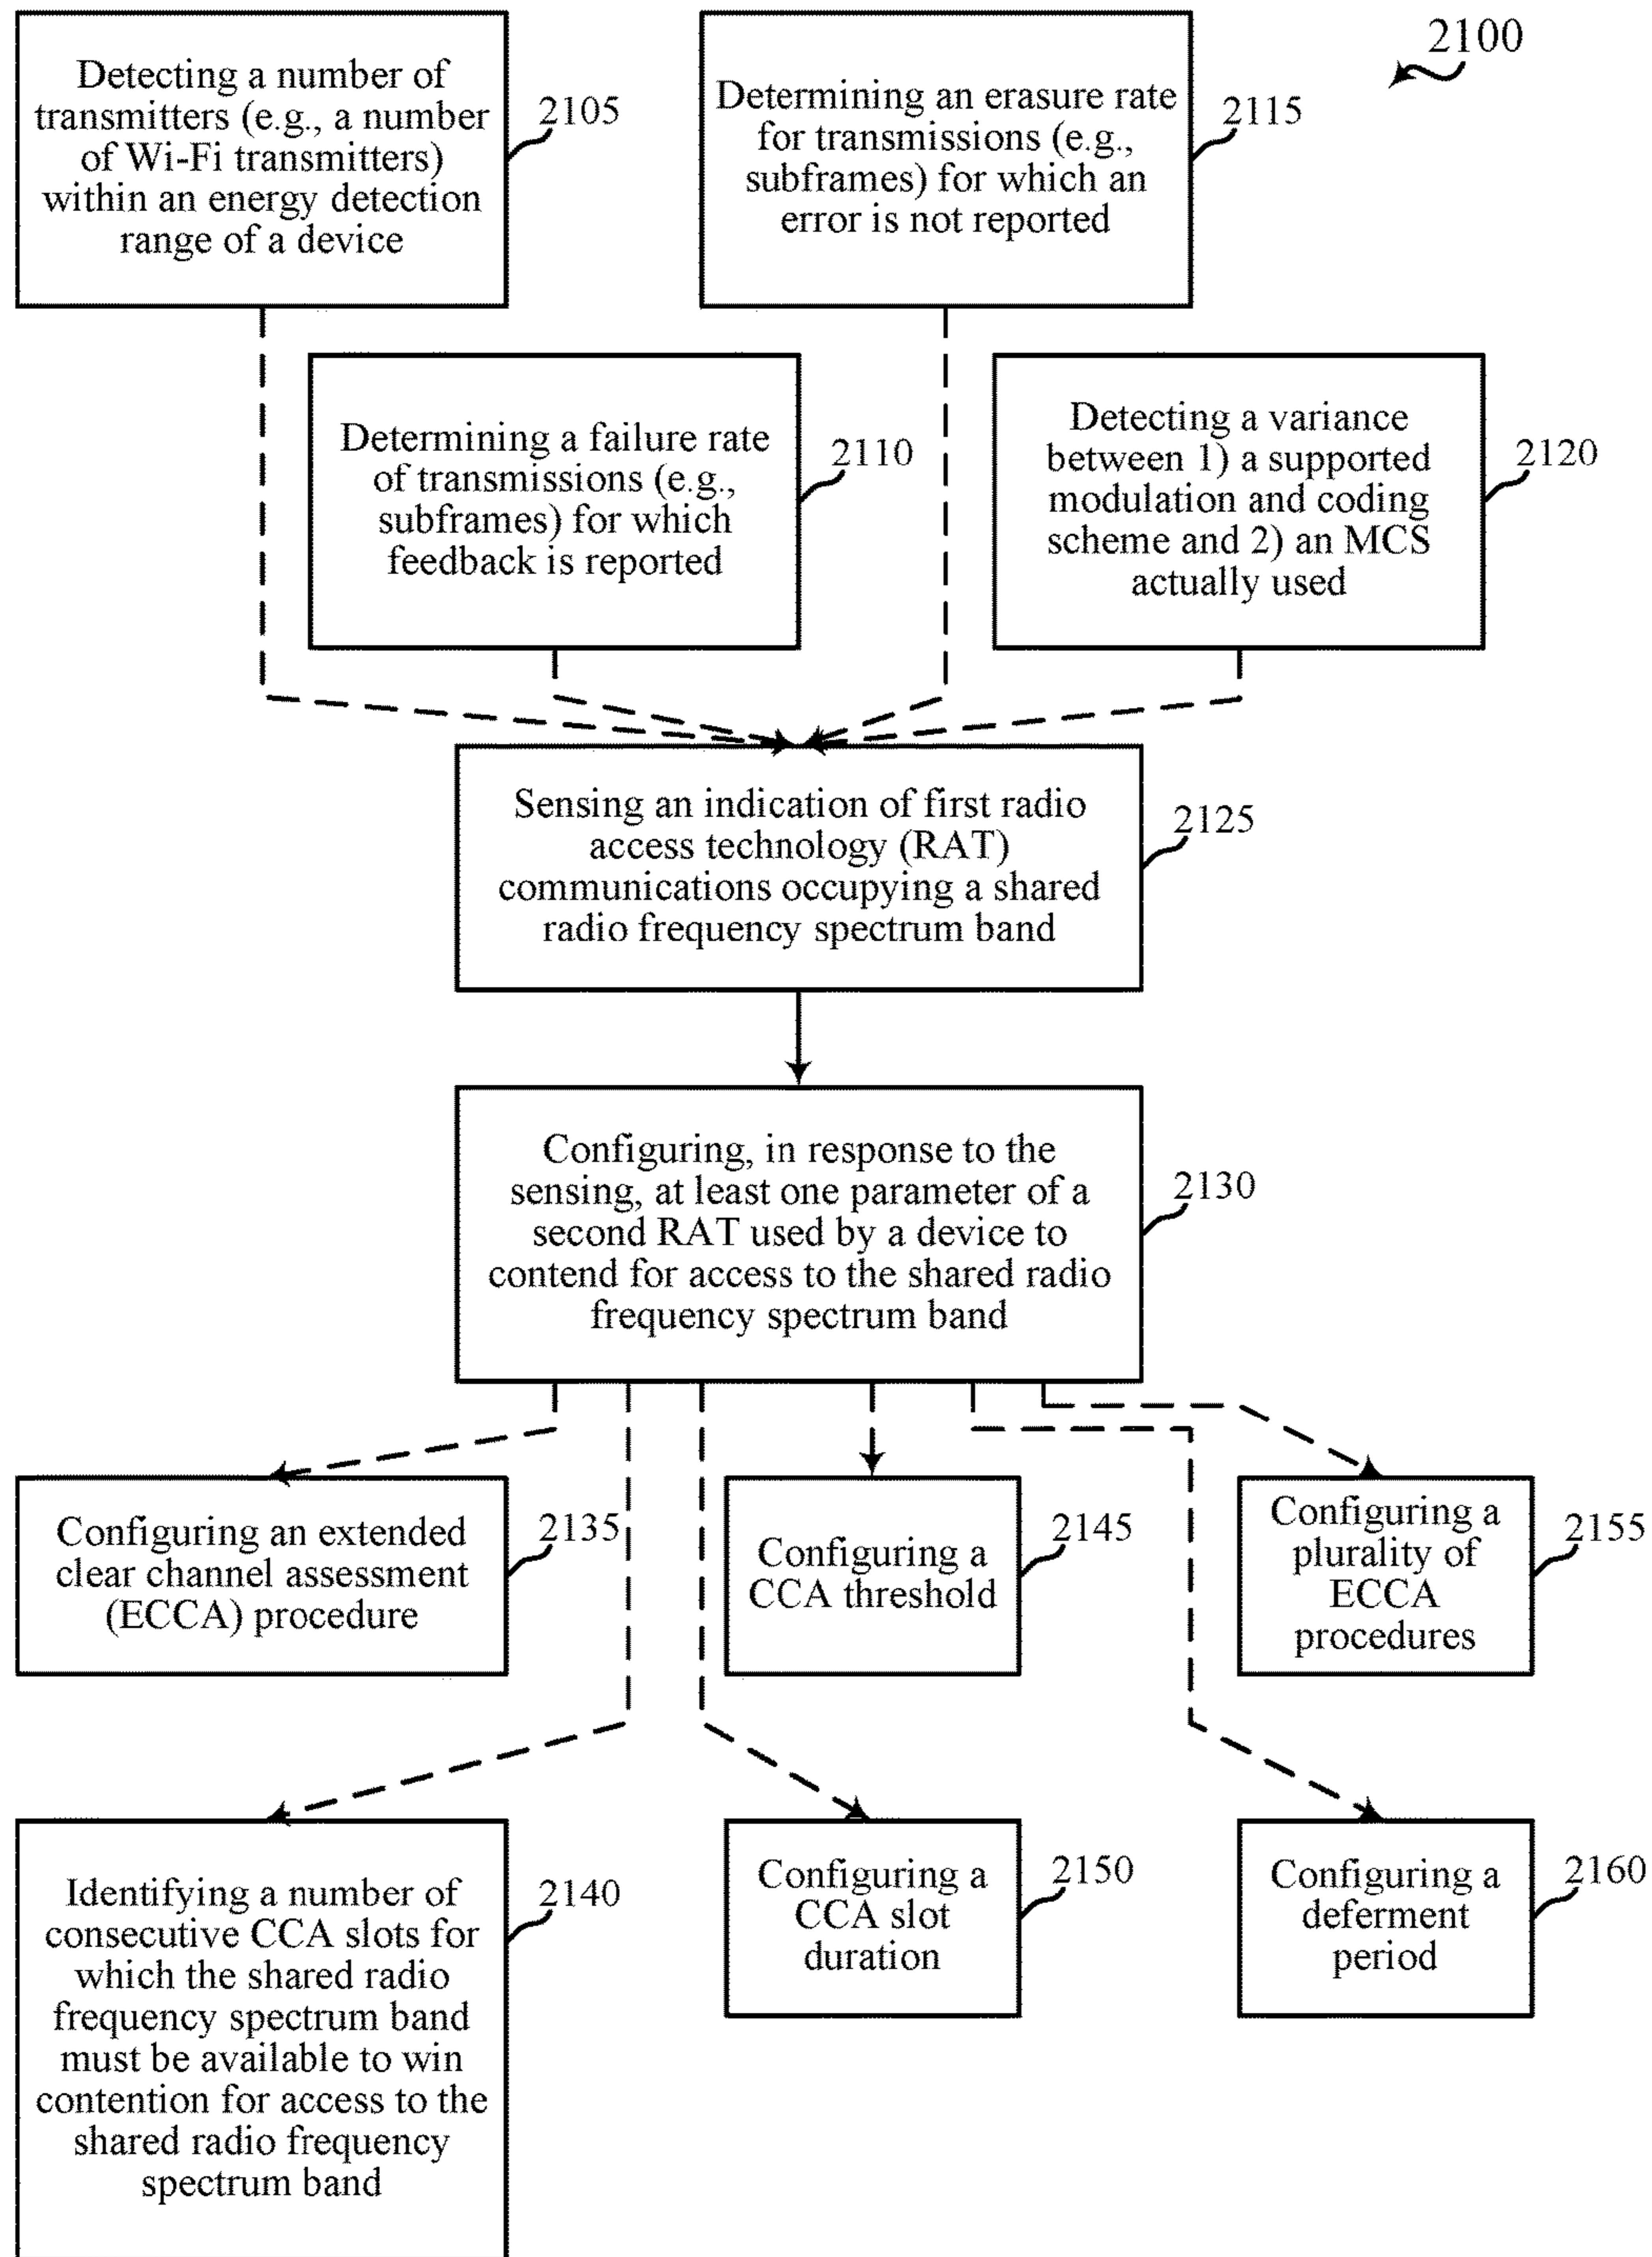 2100
Detecting a number of
transmitters (e.g., a number
of Wi-Fi transmitters)
within an energy detection
range of a device
2105
Determining an erasure rate
for transmissions (e.g.,
subframes) for which an
error is not reported
2115
Determining a failure rate
of transmissions (e.g.,
subframes) for which
feedback is reported
2110
Detecting a variance
between 1) a supported
modulation and coding
scheme and 2) an MCS
actually used
2120
Sensing an indication of first radio
access technology (RAT)
communications occupying a shared
radio frequency spectrum band
2125
Configuring, in response to the
sensing, at least one parameter of a
second RAT used by a device to
contend for access to the shared radio
frequency spectrum band
2130
Configuring an extended
clear channel assessment
(ECCA) procedure
2135
Configuring a
CCA threshold
2145
Configuring a
plurality of
ECCA
procedures
2155
Identifying a number of
consecutive CCA slots for
which the shared radio
frequency spectrum band
must be available to win
contention for access to the
shared radio frequency
spectrum band
2140
Configuring a
CCA slot
duration
2150
Configuring a
deferment
period
2160